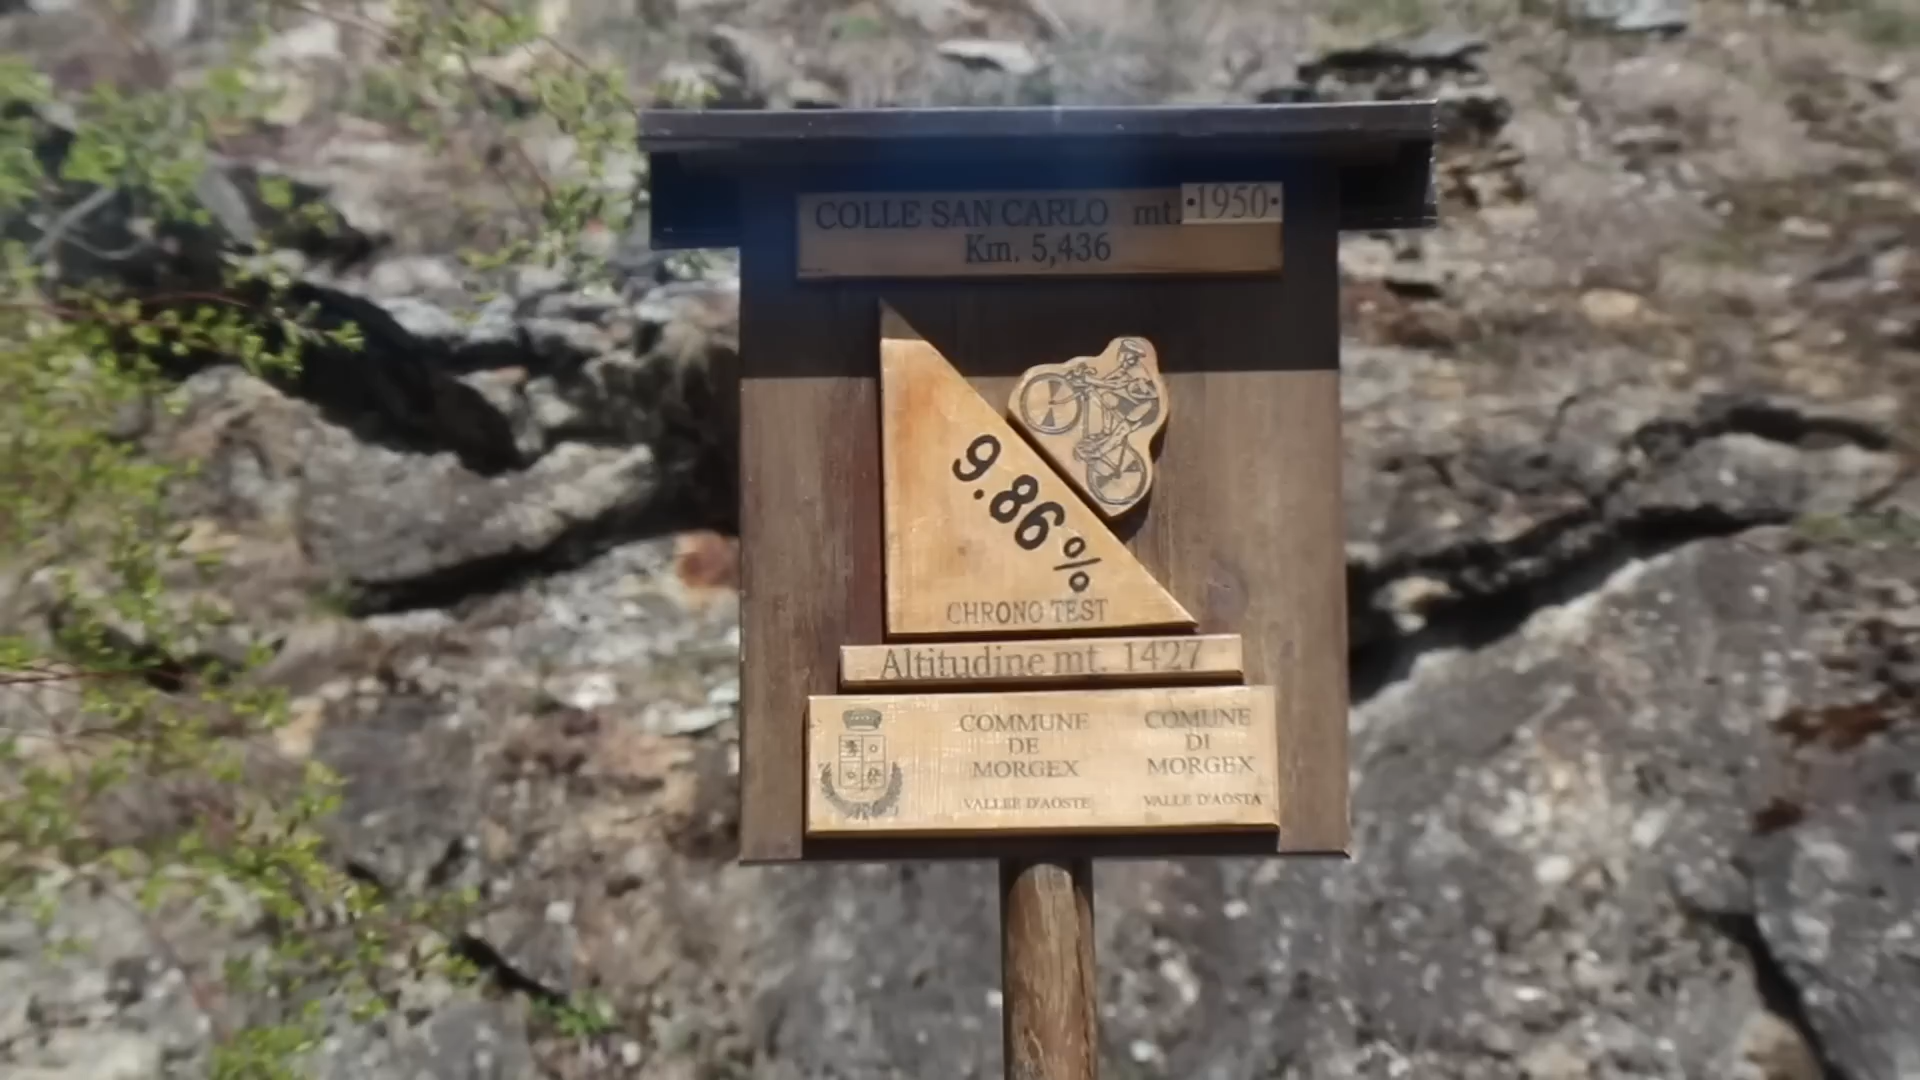 COLLE SAN CARLO mt. •1950•
Km. 5,436
9.86%
CHRONO TEST
Altitudine mt. 1427
COMMUNE
DE
MORGEX
VALLEE D'AOSTE
COMUNE
DI
MORGEX
VALLE D'AOSTA